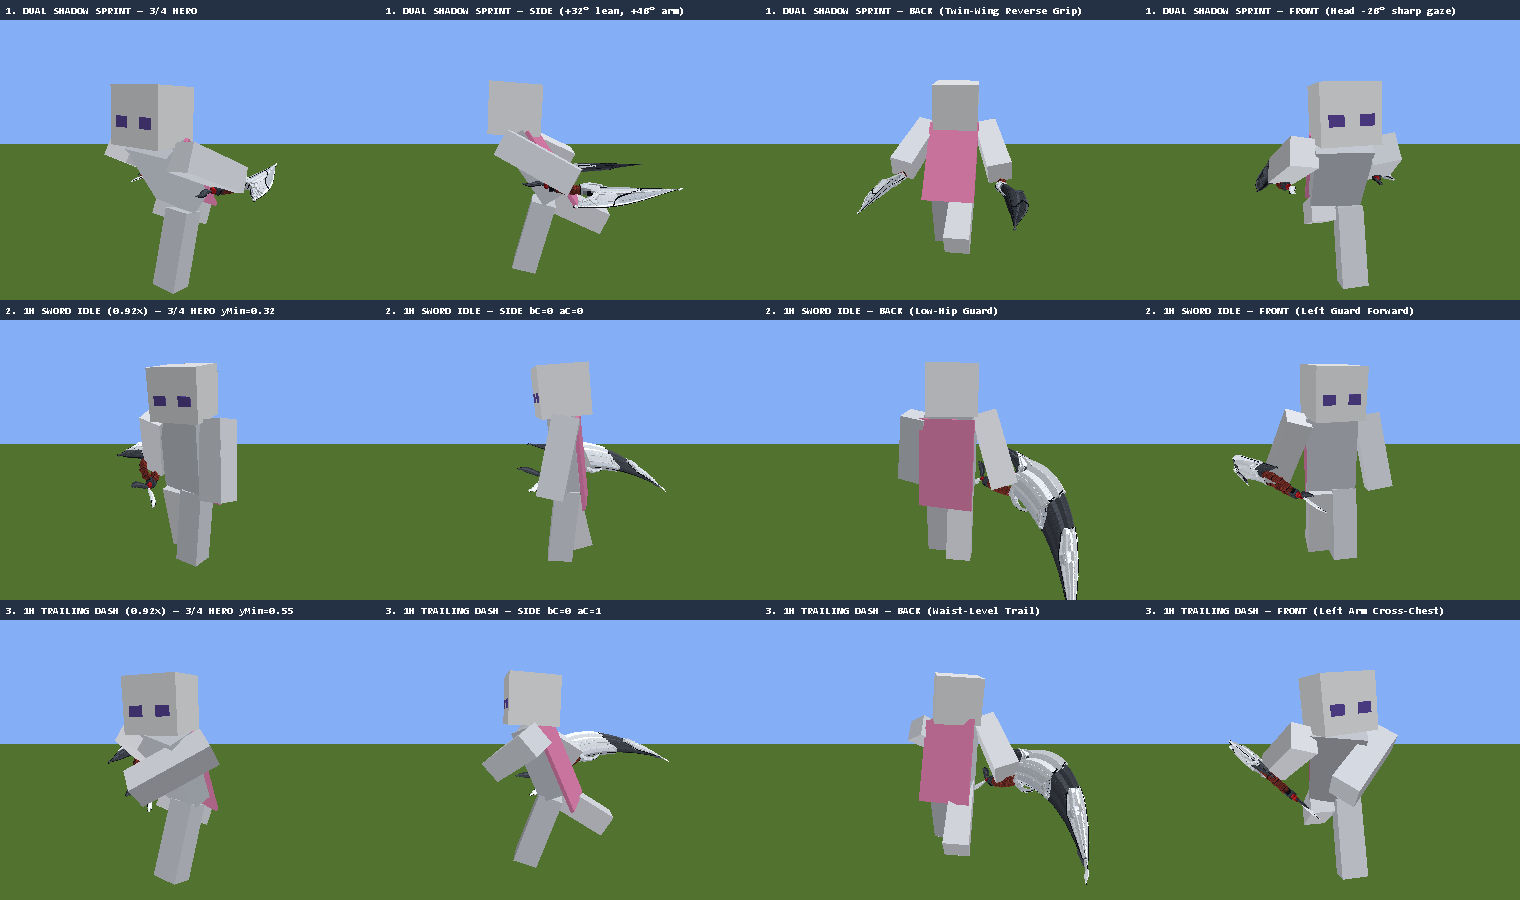 1. DUAL SHADOW SPRINT — 3/4 HERO
1. DUAL SHADOW SPRINT — SIDE (+32° lean, +48° arm)
1. DUAL SHADOW SPRINT — BACK (Twin-Wing Reverse Grip)
1. DUAL SHADOW SPRINT — FRONT (Head -28° sharp gaze)
2. 1H SWORD IDLE (0.92x) — 3/4 HERO yMin=0.32
2. 1H SWORD IDLE — SIDE bC=0 aC=0
2. 1H SWORD IDLE — BACK (Low-Hip Guard)
2. 1H SWORD IDLE — FRONT (Left Guard Forward)
3. 1H TRAILING DASH (0.92x) — 3/4 HERO yMin=0.55
3. 1H TRAILING DASH — SIDE bC=0 aC=1
3. 1H TRAILING DASH — BACK (Waist-Level Trail)
3. 1H TRAILING DASH — FRONT (Left Arm Cross-Chest)